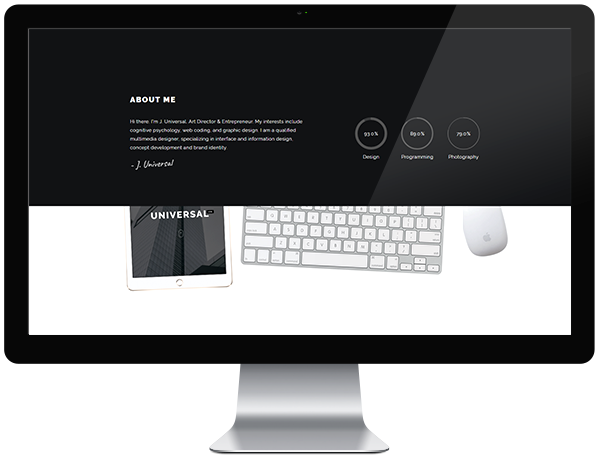 ABOUT ME
Hi there. I'm J. Universal, Art Director & Entrepreneur. My interests include
cognitive psychology, web coding, and graphic design. I am a qualified
multimedia designer, specializing in interface and information design,
concept development and brand identity.
- J. Universal
93.0% 89.0% 79.0%
Design Programming Photography
UNIVERSAL